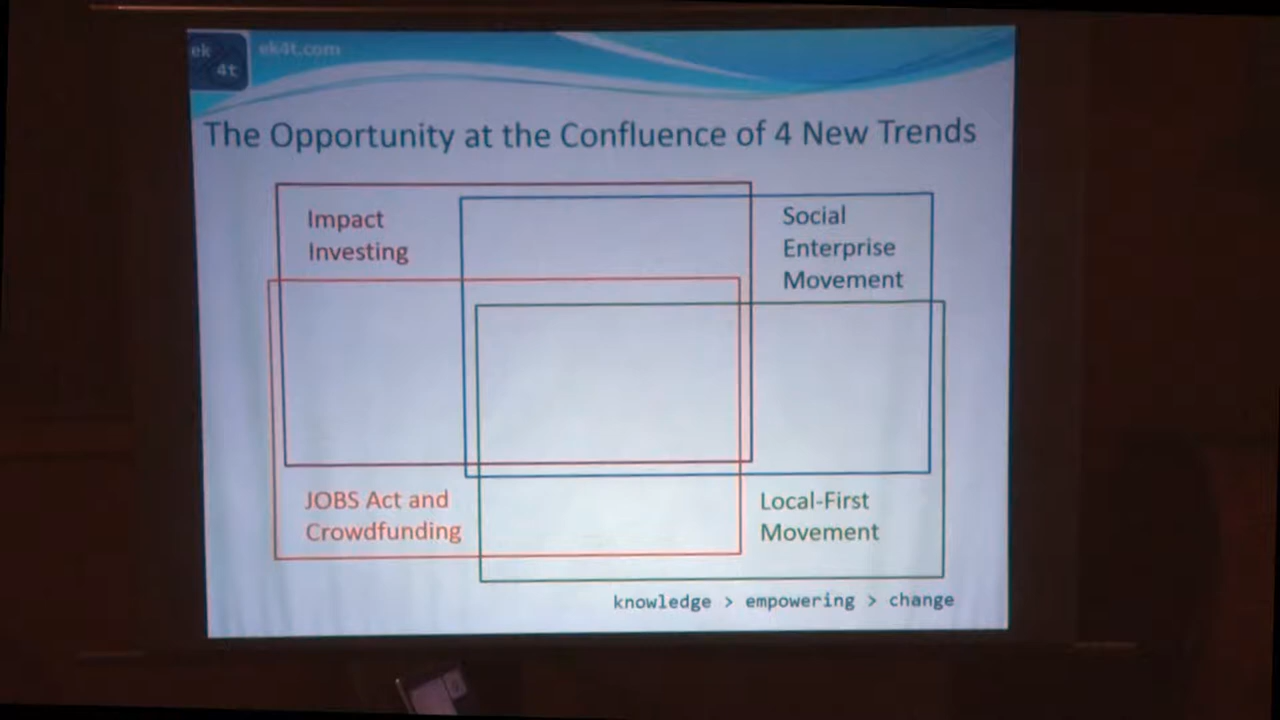 ek
4t
ek4t.com
The Opportunity at the Confluence of 4 New Trends
Impact
Investing
Social
Enterprise
Movement
JOBS Act and
Crowdfunding
Local-First
Movement
knowledge > empowering > change